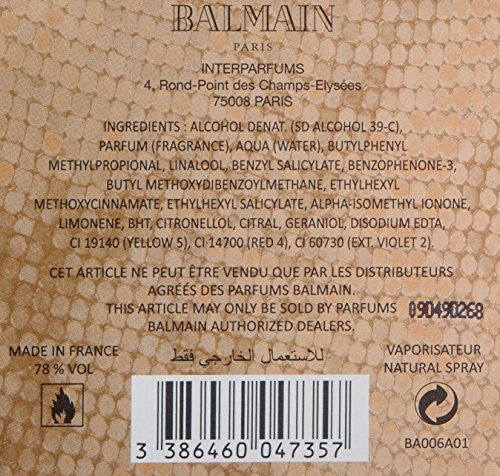 BALMAIN
PARIS
INTERPARFUMS
4, Rond-Point des Champs-Elysées
75008 PARIS
INGREDIENTS : ALCOHOL DENAT. (SD ALCOHOL 39-C),
PARFUM (FRAGRANCE), AQUA (WATER), BUTYLPHENYL
METHYLPROPIONAL, LINALOOL, BENZYL SALICYLATE, BENZOPHENONE-3,
BUTYL METHOXYDIBENZOYLMETHANE, ETHYLHEXYL
METHOXYCINNAMATE, ETHYLHEXYL SALICYLATE, ALPHA-ISOMETHYL IONONE,
LIMONENE, BHT, CITRONELLOL, CITRAL, GERANIOL, DISODIUM EDTA,
CI 19140 (YELLOW 5), CI 14700 (RED 4), CI 60730 (EXT. VIOLET 2).
CET ARTICLE NE PEUT ÊTRE VENDU QUE PAR LES DISTRIBUTEURS
AGRÉÉS DES PARFUMS BALMAIN.
THIS ARTICLE MAY ONLY BE SOLD BY PARFUMS
BALMAIN AUTHORIZED DEALERS.
090490268
MADE IN FRANCE
78 % VOL
للاستعمال الخارجي فقط
VAPORISATEUR
NATURAL SPRAY
3 386460 047357
BA006A01